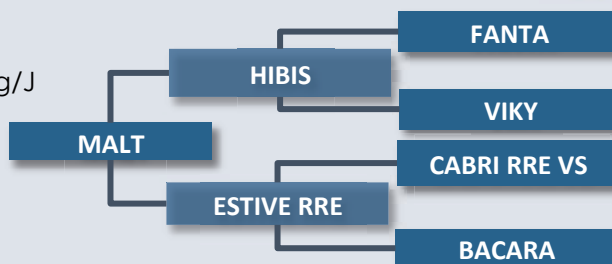 FANTA
HIBIS
g/J
VIKY
MALT
CABRI RRE VS
ESTIVE RRE
BACARA